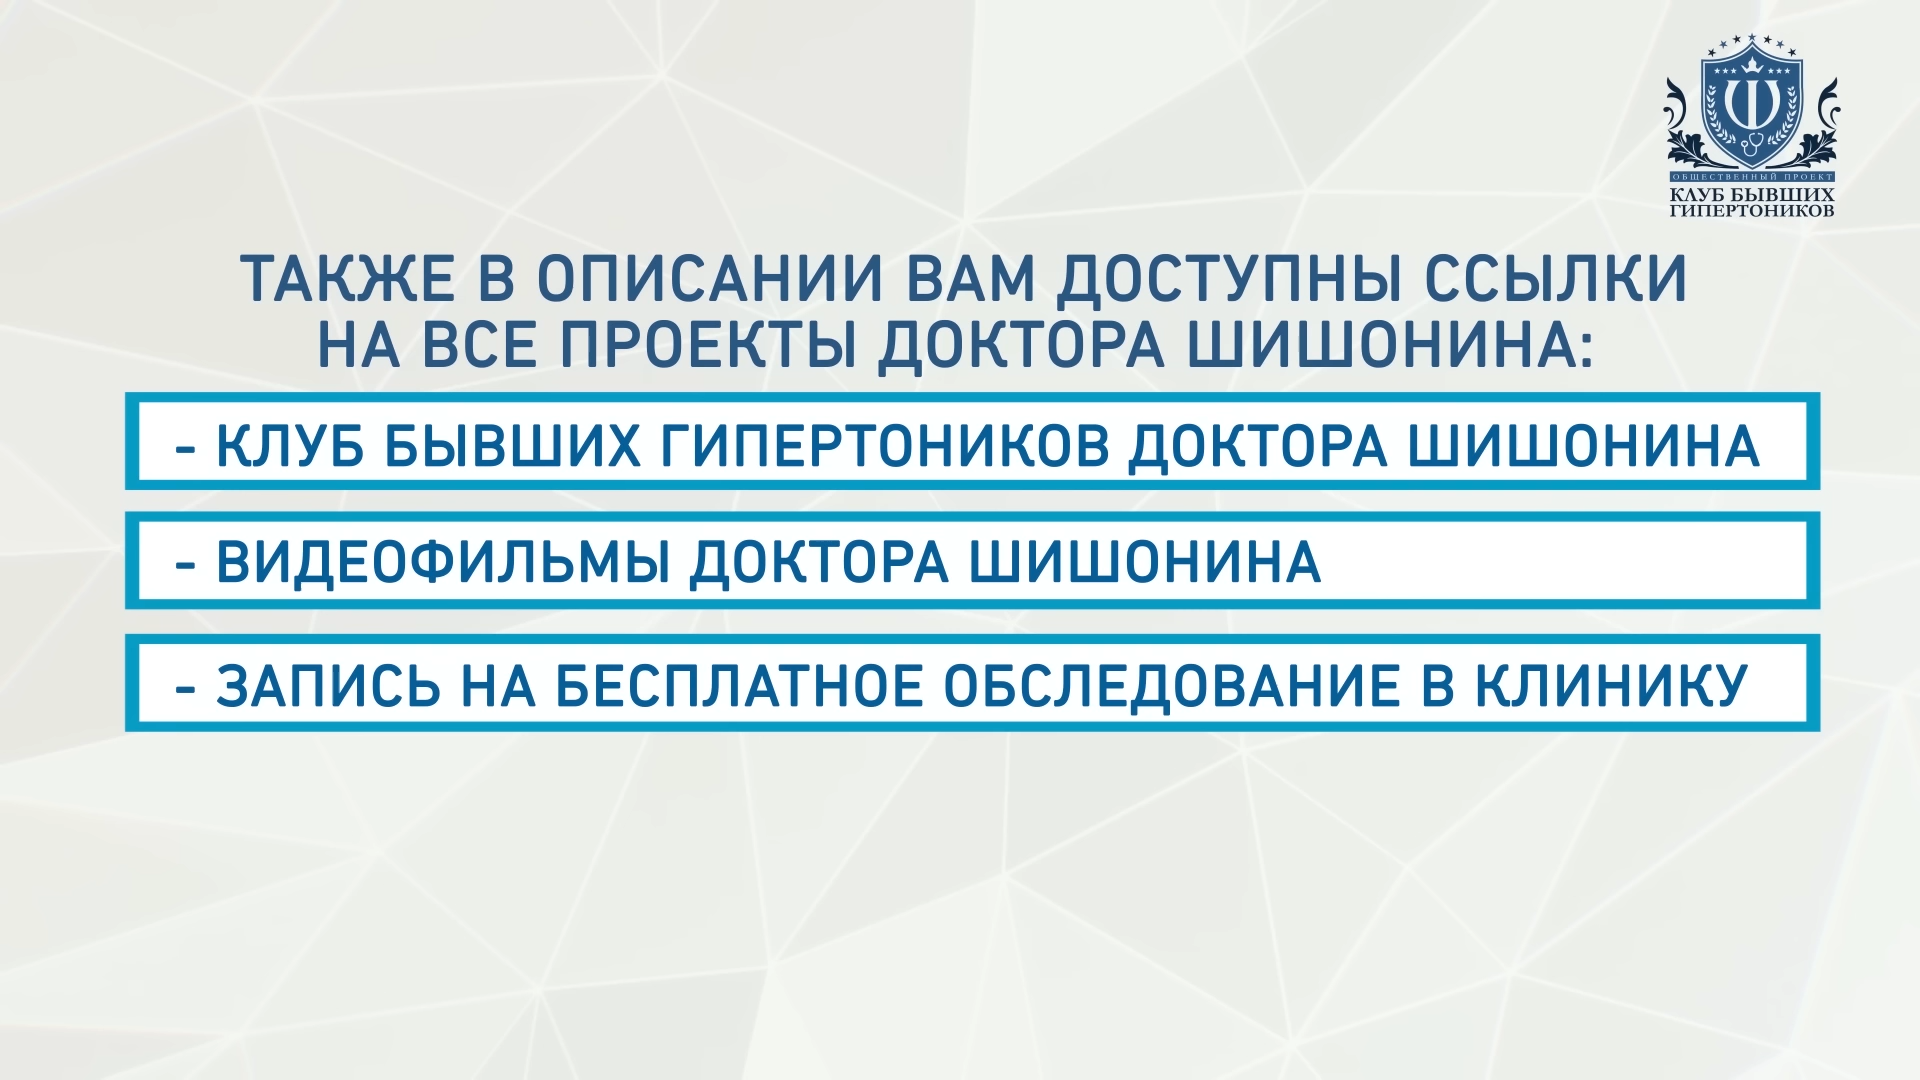 ОБЩЕСТВЕННЫЙ ПРОЕКТ
КЛУБ БЫВШИХ
ГИПЕРТОНИКОВ
ТАКЖЕ В ОПИСАНИИ ВАМ ДОСТУПНЫ ССЫЛКИ
НА ВСЕ ПРОЕКТЫ ДОКТОРА ШИШОНИНА:
- КЛУБ БЫВШИХ ГИПЕРТОНИКОВ ДОКТОРА ШИШОНИНА
- ВИДЕОФИЛЬМЫ ДОКТОРА ШИШОНИНА
- ЗАПИСЬ НА БЕСПЛАТНОЕ ОБСЛЕДОВАНИЕ В КЛИНИКУ